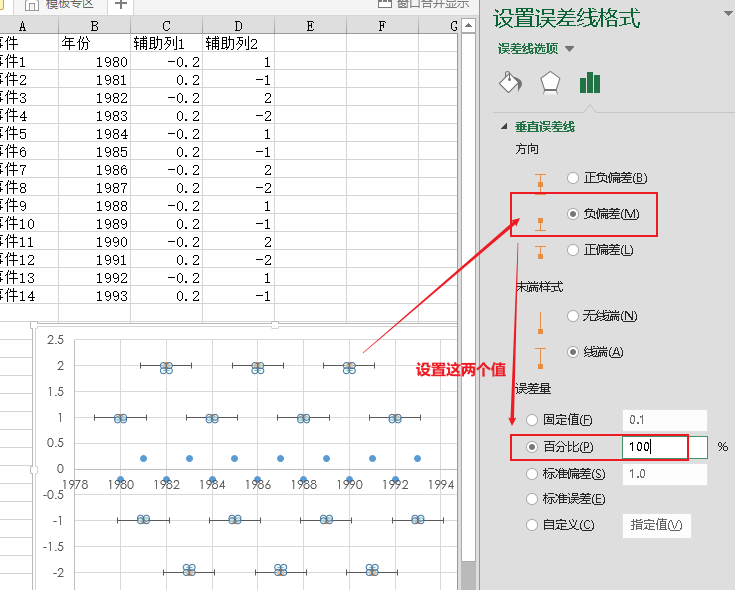 模板专区
窗口合并显示
A B C D E F G
事件 年份 辅助列1 辅助列2
事件1 1980 -0.2 1
事件2 1981 0.2 -1
事件3 1982 -0.2 2
事件4 1983 0.2 -2
事件5 1984 -0.2 1
事件6 1985 0.2 -1
事件7 1986 -0.2 2
事件8 1987 0.2 -2
事件9 1988 -0.2 1
事件10 1989 0.2 -1
事件11 1990 -0.2 2
事件12 1991 0.2 -2
事件13 1992 -0.2 1
事件14 1993 0.2 -1
2.5
2
1.5
1
0.5
0
1978 1980 1982 1984 1986 1988 1990 1992 1994
-0.5
-1
-1.5
-2
设置这两个值
设置误差线格式
误差线选项
垂直误差线
方向
正负偏差(B)
负偏差(M)
正偏差(L)
末端样式
无线端(N)
线端(A)
误差量
固定值(F) 0.1
百分比(P) 100 %
标准偏差(S) 1.0
标准误差(E)
自定义(C) 指定值(V)